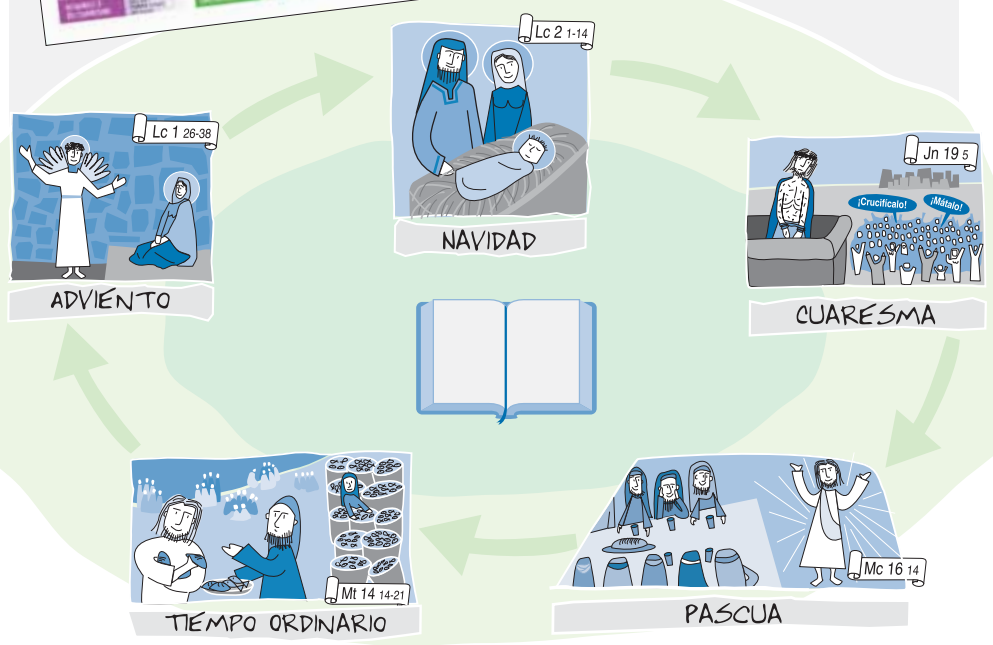 Lc 2 1-14
NAVIDAD
Lc 1 26-38
ADVIENTO
Jn 19 5
¡Crucifícalo!
¡Mátalo!
CUARESMA
Mt 14 14-21
TIEMPO ORDINARIO
Mc 16 14
PASCUA